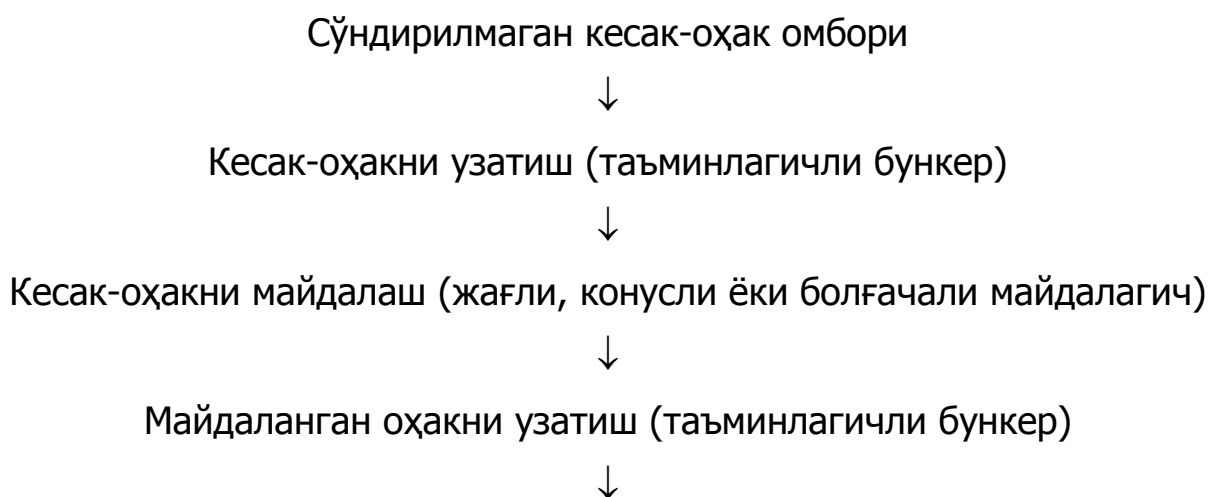 Сўндирилмаган кесак-оҳак омбори
↓
Кесак-оҳакни узатиш (таъминлагичли бункер)
↓
Кесак-оҳакни майдалаш (жағли, конусли ёки болғачали майдалагич)
↓
Майдаланган оҳакни узатиш (таъминлагичли бункер)
↓